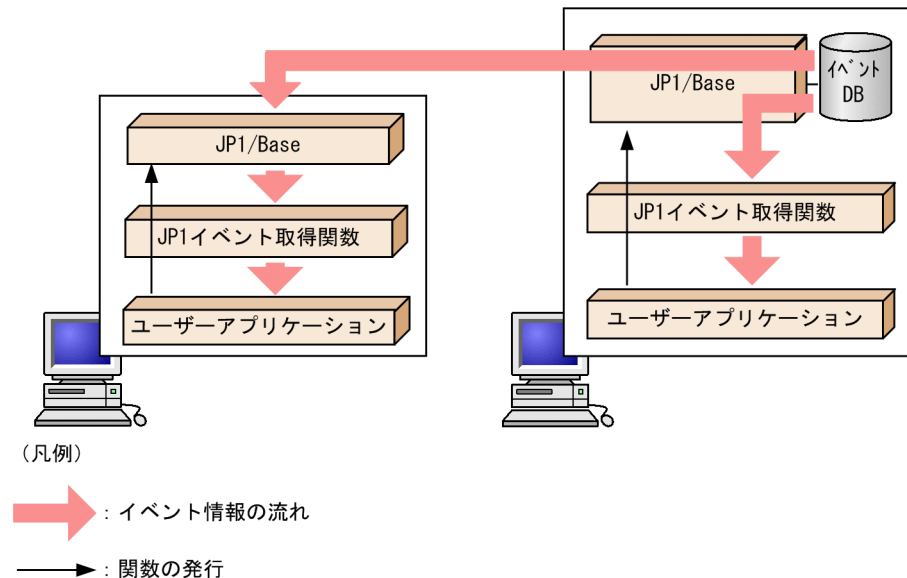 JP1/Base
JP1イベント取得関数
ユーザーアプリケーション
JP1/Base
ｲﾍﾞﾝﾄ
DB
JP1イベント取得関数
ユーザーアプリケーション
（凡例）
：イベント情報の流れ
：関数の発行